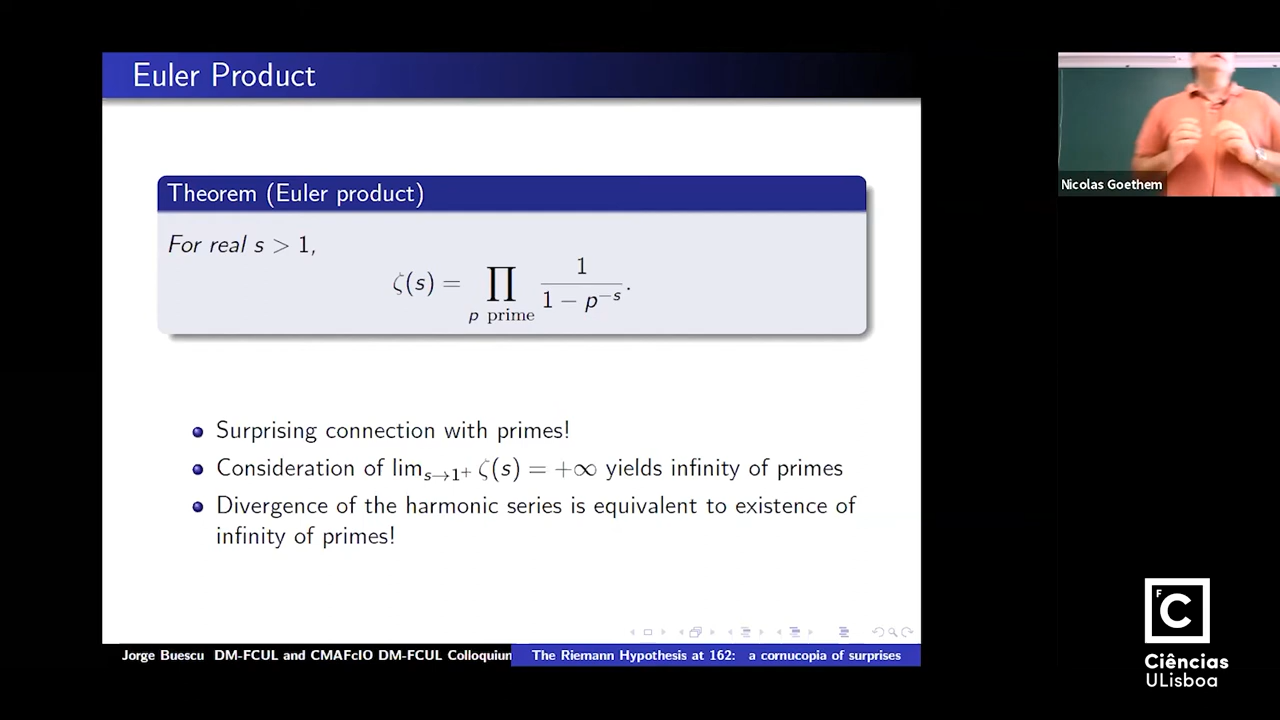 Euler Product
Theorem (Euler product)
For real s > 1,
ζ(s) = ∏_{p prime} 1/(1 − p^{−s}).
Surprising connection with primes!
Consideration of lim_{s→1⁺} ζ(s) = +∞ yields infinity of primes
Divergence of the harmonic series is equivalent to existence of
infinity of primes!
Jorge Buescu DM-FCUL and CMAFcIO DM-FCUL Colloquium
The Riemann Hypothesis at 162: a cornucopia of surprises
Nicolas Goethem
F
C
Ciências
ULisboa